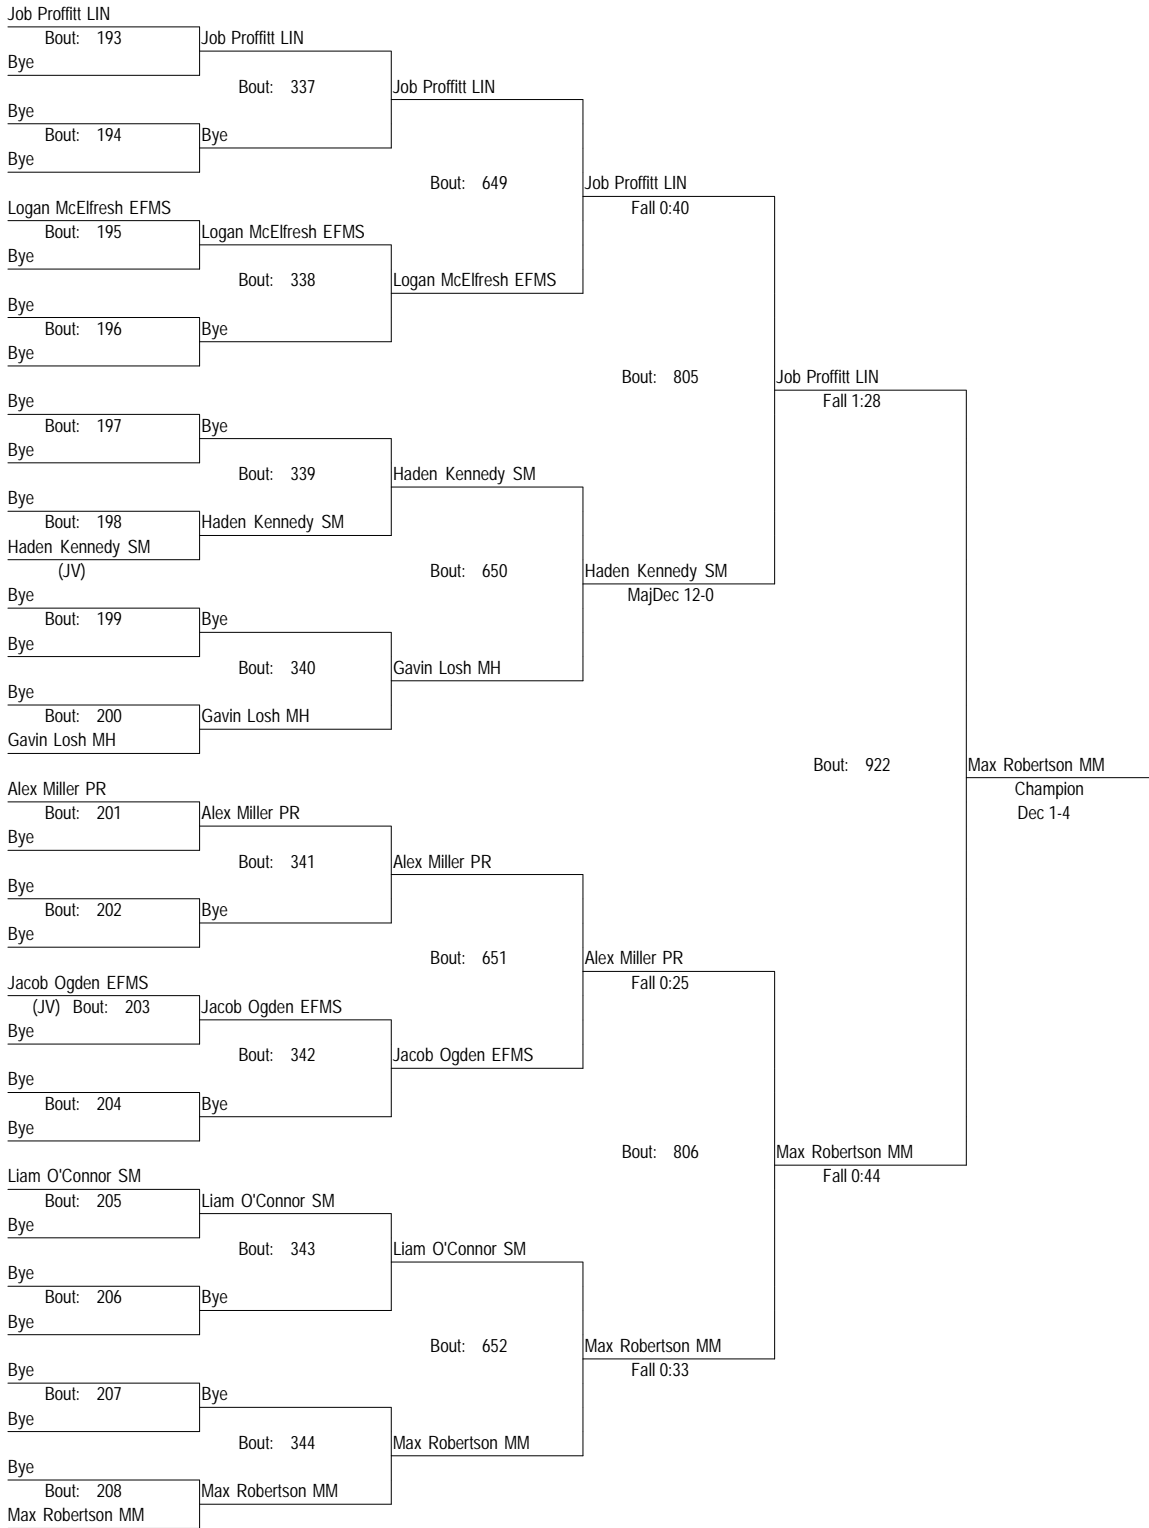 Job Proffitt LIN
Bout: 193
Job Proffitt LIN
Bye
Bout: 337
Job Proffitt LIN
Bye
Bout: 194
Bye
Bye
Bout: 649
Job Proffitt LIN
Fall 0:40
Logan McElfresh EFMS
Bout: 195
Logan McElfresh EFMS
Bye
Bout: 338
Logan McElfresh EFMS
Bye
Bout: 196
Bye
Bye
Bout: 805
Job Proffitt LIN
Fall 1:28
Bye
Bout: 197
Bye
Bye
Bout: 339
Haden Kennedy SM
Bye
Bout: 198
Haden Kennedy SM
Haden Kennedy SM
(JV)
Bout: 650
Haden Kennedy SM
MajDec 12-0
Bye
Bout: 199
Bye
Bye
Bout: 340
Gavin Losh MH
Bye
Bout: 200
Gavin Losh MH
Gavin Losh MH
Bout: 922
Max Robertson MM
Champion
Dec 1-4
Alex Miller PR
Bout: 201
Alex Miller PR
Bye
Bout: 341
Alex Miller PR
Bye
Bout: 202
Bye
Bye
Bout: 651
Alex Miller PR
Fall 0:25
Jacob Ogden EFMS
(JV) Bout: 203
Jacob Ogden EFMS
Bye
Bout: 342
Jacob Ogden EFMS
Bye
Bout: 204
Bye
Bye
Bout: 806
Max Robertson MM
Fall 0:44
Liam O'Connor SM
Bout: 205
Liam O'Connor SM
Bye
Bout: 343
Liam O'Connor SM
Bye
Bout: 206
Bye
Bye
Bout: 652
Max Robertson MM
Fall 0:33
Bye
Bout: 207
Bye
Bye
Bout: 344
Max Robertson MM
Bye
Bout: 208
Max Robertson MM
Max Robertson MM